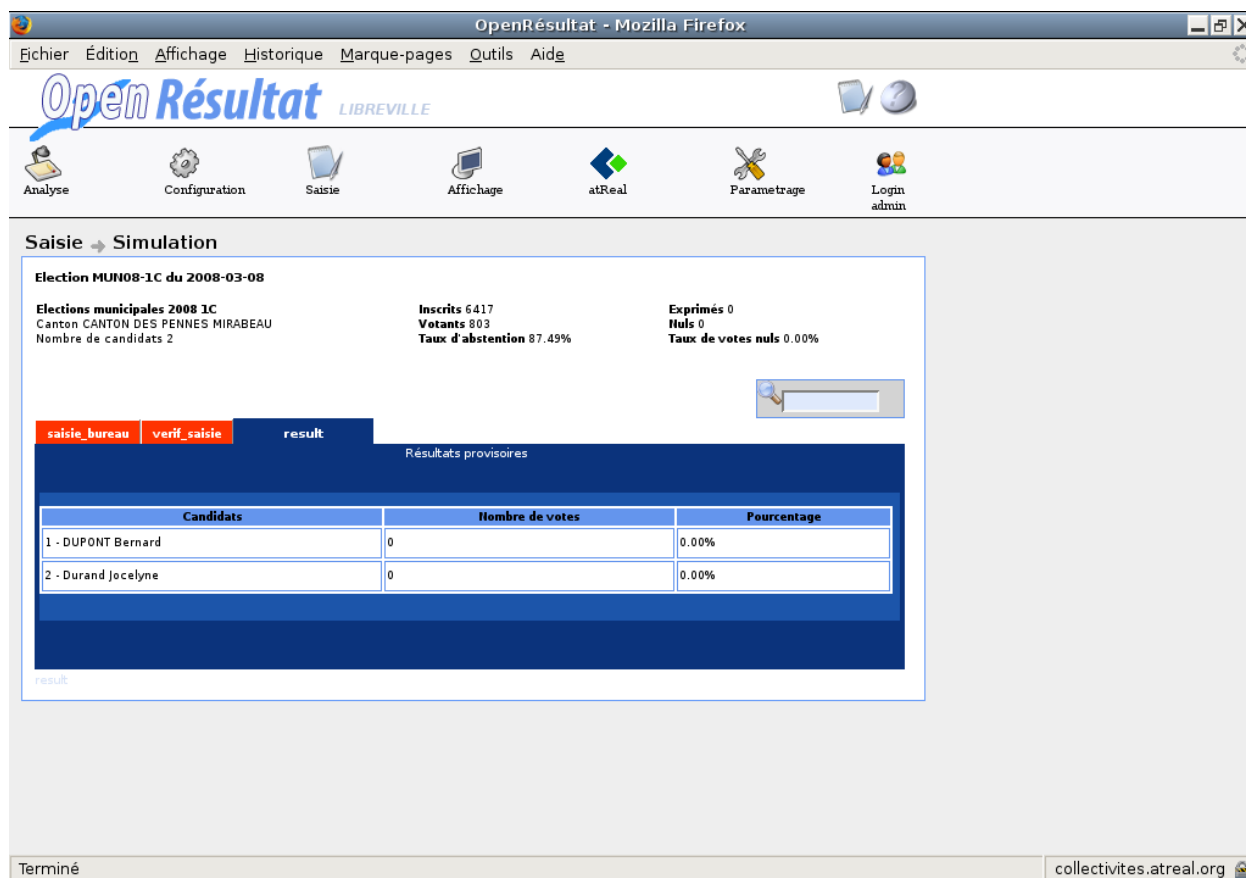 OpenRésultat - Mozilla Firefox
Fichier Édition Affichage Historique Marque-pages Outils Aide
Open Résultat LIBREVILLE
Analyse Configuration Saisie Affichage atReal Parametrage Login admin
Saisie Simulation
Election MUN08-1C du 2008-03-08
Elections municipales 2008 1C
Canton CANTON DES PENNES MIRABEAU
Nombre de candidats 2
Inscrits 6417
Votants 803
Taux d'abstention 87.49%
Exprimés 0
Nuls 0
Taux de votes nuls 0.00%
saisie_bureau verif_saisie result
Résultats provisoires
Candidats Nombre de votes Pourcentage
1 - DUPONT Bernard 0 0.00%
2 - Durand Jocelyne 0 0.00%
result
Terminé collectivites.atreal.org